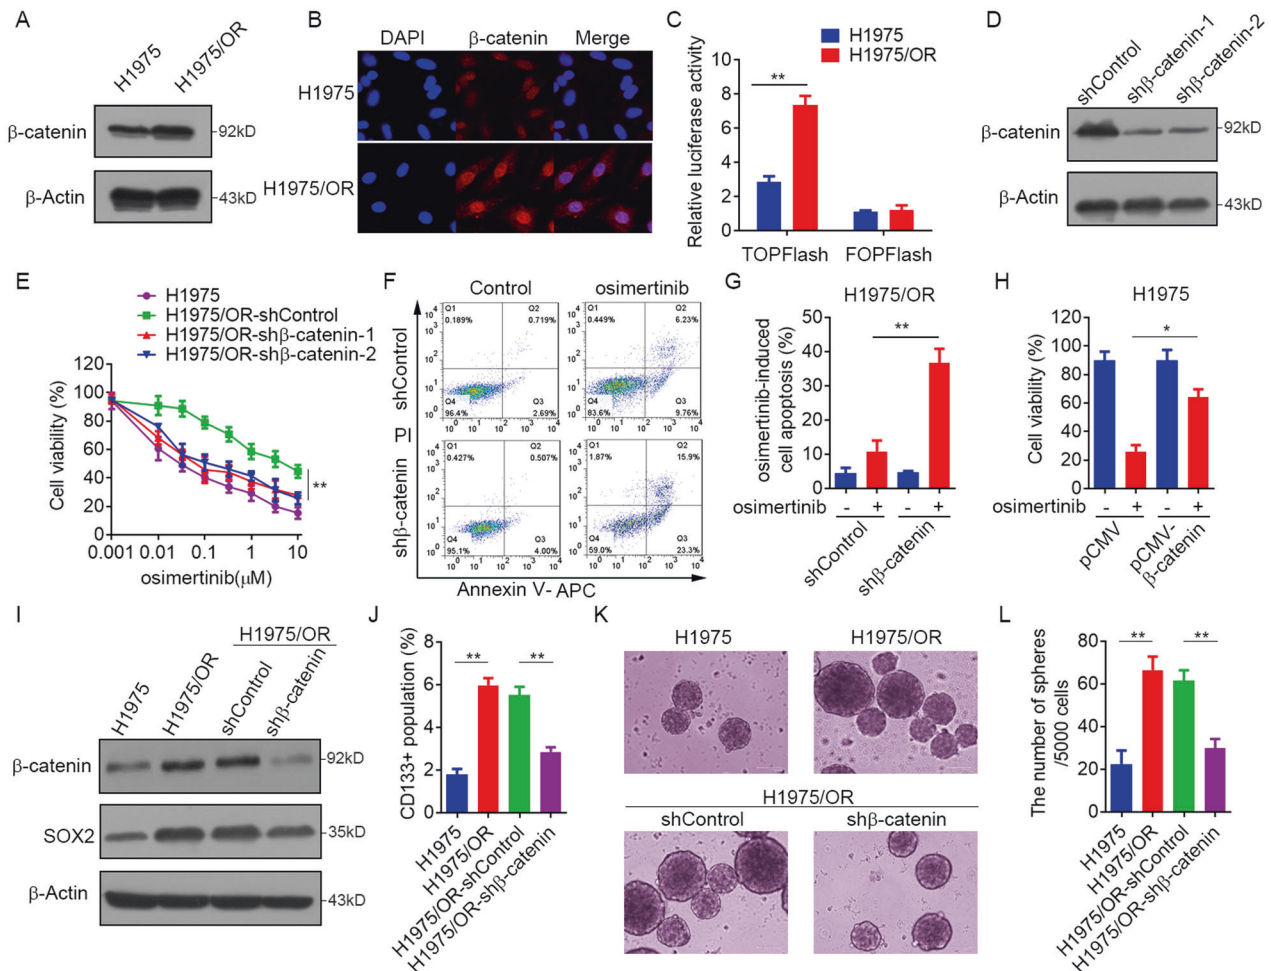 A
H1975
H1975/OR
β-catenin
-92kD
β-Actin
-43kD
B
DAPI
β-catenin
Merge
H1975
H1975/OR
C
H1975
H1975/OR
Relative luciferase activity
10
8
6
4
2
0
**
TOPFlash
FOPFlash
D
shControl
shβ-catenin-1
shβ-catenin-2
β-catenin
-92kD
β-Actin
-43kD
E
H1975
H1975/OR-shControl
H1975/OR-shβ-catenin-1
H1975/OR-shβ-catenin-2
Cell viability (%)
120
100
80
60
40
20
0
**
0.001
0.01
0.1
1
10
osimertinib(μM)
F
Control
osimertinib
shControl
PI
shβ-catenin
Q1
0.189%
Q2
0.719%
Q4
96.4%
Q3
2.69%
Q1
0.449%
Q2
6.23%
Q4
83.6%
Q3
9.76%
Q1
0.427%
Q2
0.507%
Q4
95.1%
Q3
4.00%
Q1
1.87%
Q2
15.9%
Q4
59.0%
Q3
23.3%
Annexin V- APC
G
H1975/OR
osimertinib-induced
cell apoptosis (%)
50
40
30
20
10
0
**
osimertinib - + - +
shControl
shβ-catenin
H
H1975
Cell viability (%)
120
100
80
60
40
20
0
*
osimertinib - + - +
pCMV
pCMV-
β-catenin
I
H1975/OR
H1975
H1975/OR
shControl
shβ-catenin
β-catenin
-92kD
SOX2
-35kD
β-Actin
-43kD
J
CD133+ population (%)
8
6
4
2
0
**
**
H1975
H1975/OR
H1975/OR-shControl
H1975/OR-shβ-catenin
K
H1975
H1975/OR
H1975/OR
shControl
shβ-catenin
L
The number of spheres
/5000 cells
80
60
40
20
0
**
**
H1975
H1975/OR
H1975/OR-shControl
H1975/OR-shβ-catenin